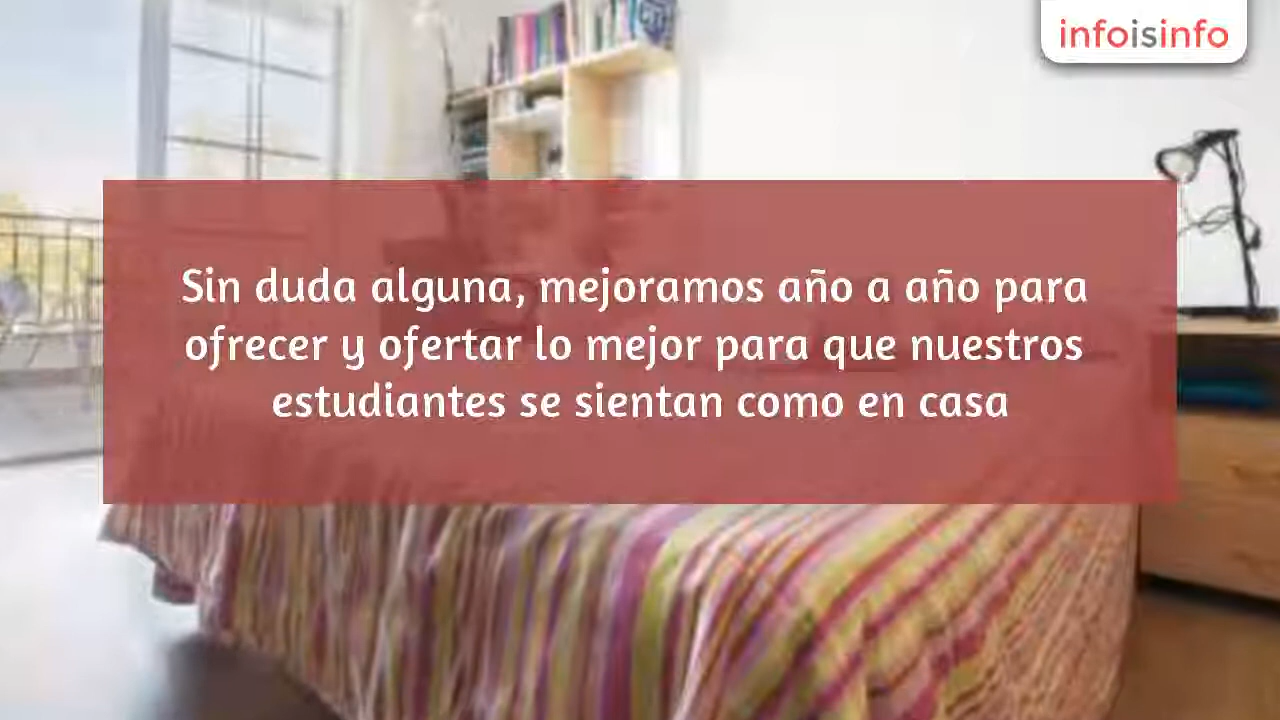 infoisinfo
Sin duda alguna, mejoramos año a año para
ofrecer y ofertar lo mejor para que nuestros
estudiantes se sientan como en casa